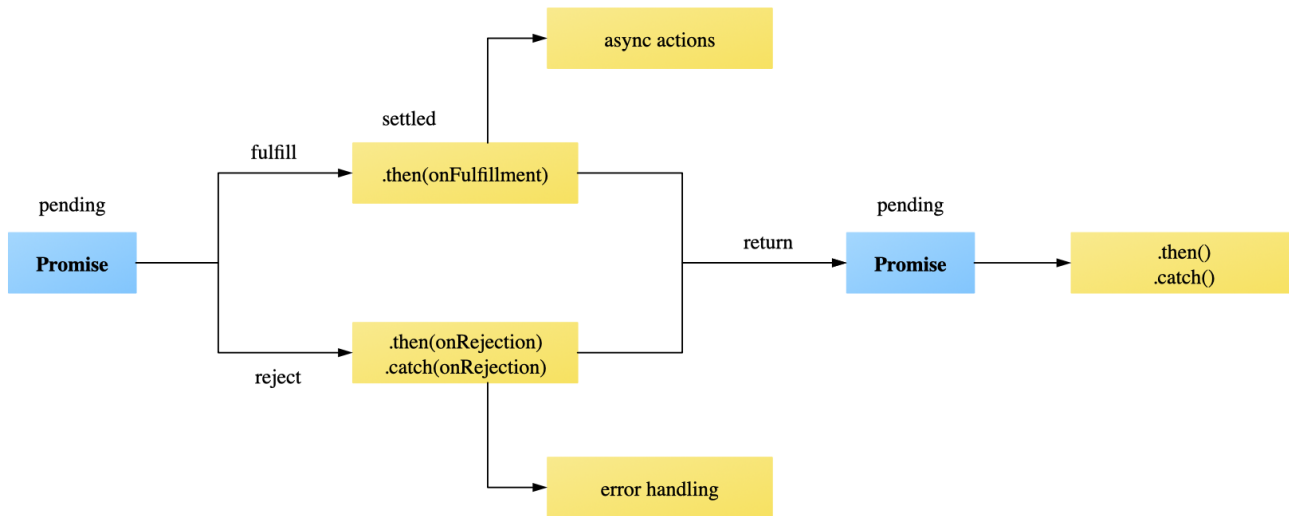 async actions
settled
fulfill
.then(onFulfillment)
pending
Promise
return
pending
Promise
.then()
.catch()
.then(onRejection)
.catch(onRejection)
reject
error handling